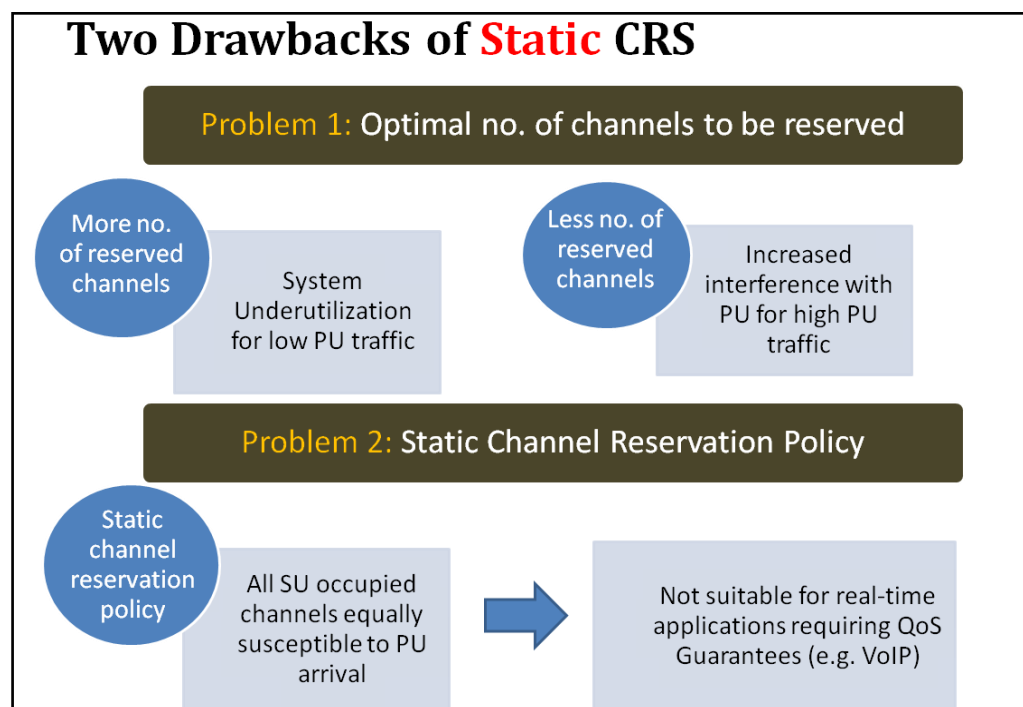 Two Drawbacks of Static CRS
Problem 1: Optimal no. of channels to be reserved
More no.
of reserved
channels
System
Underutilization
for low PU traffic
Less no. of
reserved
channels
Increased
interference with
PU for high PU
traffic
Problem 2: Static Channel Reservation Policy
Static
channel
reservation
policy
All SU occupied
channels equally
susceptible to PU
arrival
Not suitable for real-time
applications requiring QoS
Guarantees (e.g. VoIP)